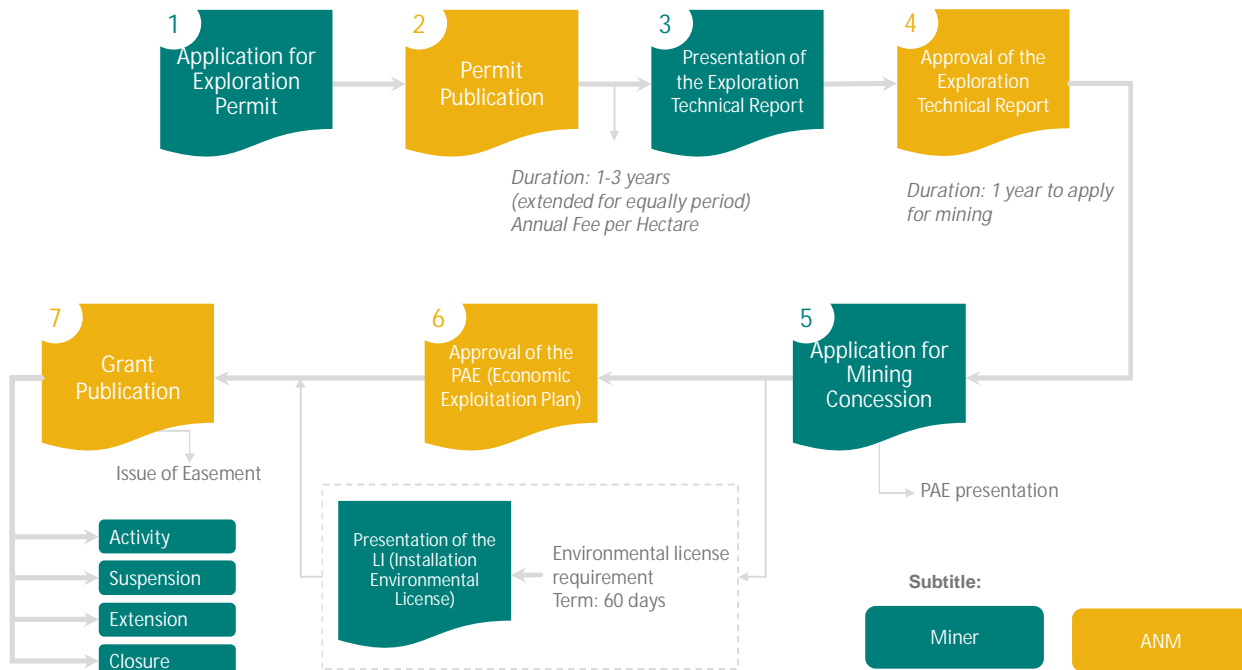 1
Application for
Exploration
Permit
2
Permit
Publication
3
Presentation of
the Exploration
Technical Report
4
Approval of the
Exploration
Technical Report
Duration: 1-3 years
(extended for equally period)
Annual Fee per Hectare
Duration: 1 year to apply
for mining
7
Grant
Publication
6
Approval of the
PAE (Economic
Exploitation Plan)
5
Application for
Mining
Concession
Issue of Easement
PAE presentation
Activity
Suspension
Extension
Closure
Presentation of the
LI (Installation
Environmental
License)
Environmental license
requirement
Term: 60 days
Subtitle:
Miner
ANM